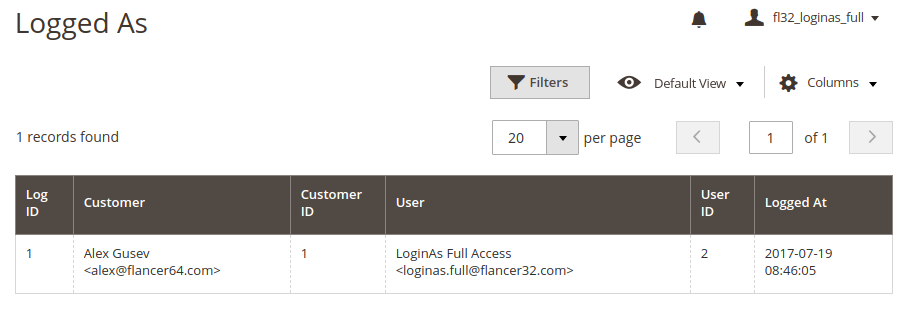 Logged As
fl32_loginas_full
Filters
Default View
Columns
1 records found
20
per page
1
of 1
Log ID
Customer
Customer ID
User
User ID
Logged At
1
Alex Gusev
<alex@flancer64.com>
1
LoginAs Full Access
<loginas.full@flancer32.com>
2
2017-07-19
08:46:05